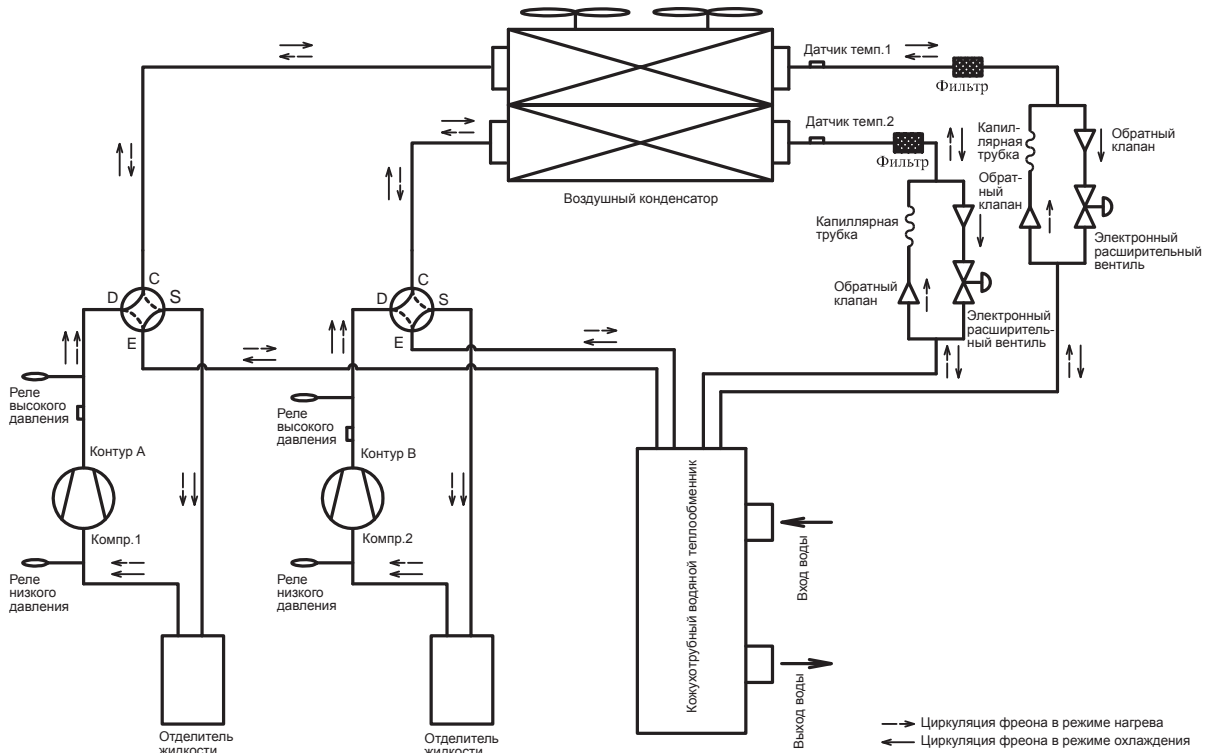 Датчик темп.1
Фильтр
Капил-
лярная
трубка
Обратный
клапан
Датчик темп.2
Фильтр
Обрат-
ный
клапан
Воздушный конденсатор
Капиллярная
трубка
Электронный
расширительный
вентиль
Обратный
клапан
Электронный
расширитель-
ный вентиль
C
D
S
E
C
D
S
E
Реле
высокого
давления
Реле
высокого
давления
Контур А
Контур В
Компр.1
Компр.2
Реле
низкого
давления
Реле
низкого
давления
Кожухотрубный водяной теплообменник
Вход воды
Выход воды
Отделитель
жидкости
Отделитель
жидкости
Циркуляция фреона в режиме нагрева
Циркуляция фреона в режиме охлаждения